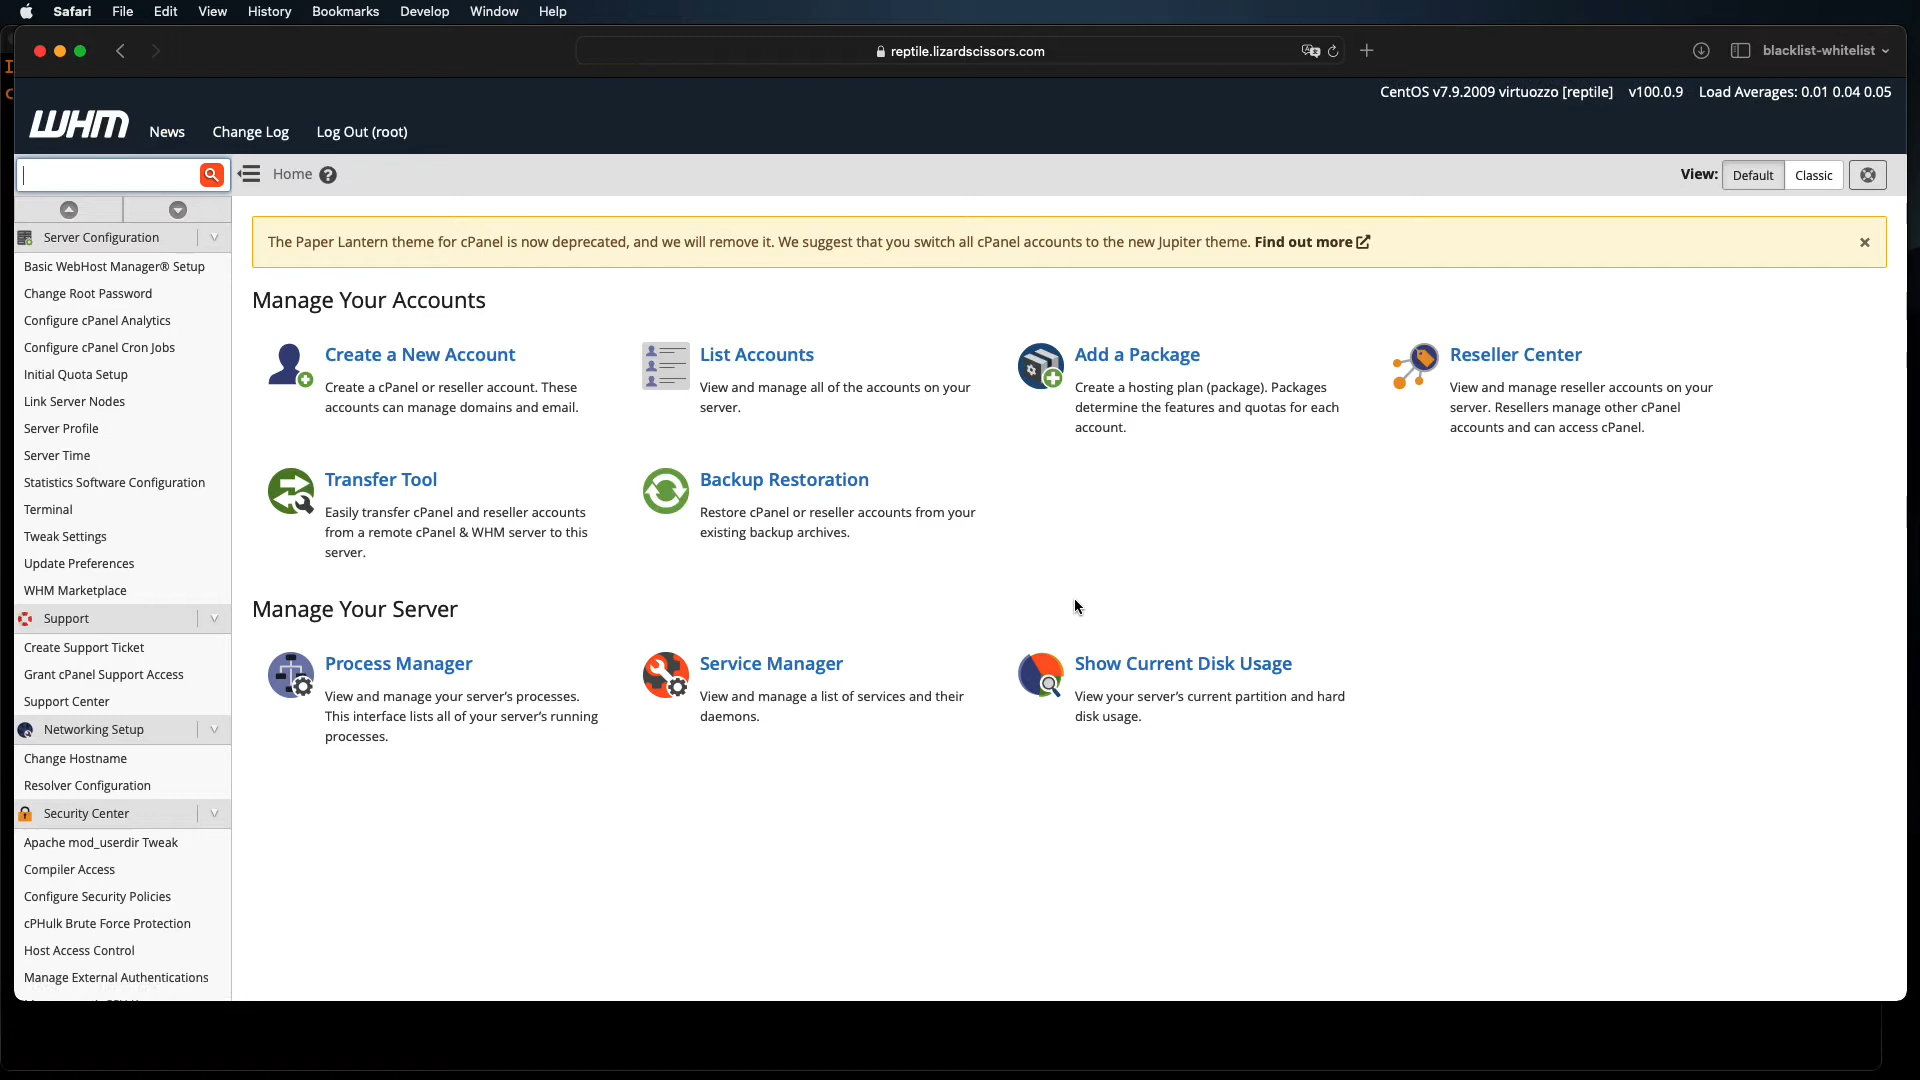 Safari File Edit View History Bookmarks Develop Window Help
reptile.lizardscissors.com
blacklist-whitelist
CentOS v7.9.2009 virtuozzo [reptile] v100.0.9 Load Averages: 0.01 0.04 0.05
WHM News Change Log Log Out (root)
Home
View: Default Classic
Server Configuration
Basic WebHost Manager® Setup
Change Root Password
Configure cPanel Analytics
Configure cPanel Cron Jobs
Initial Quota Setup
Link Server Nodes
Server Profile
Server Time
Statistics Software Configuration
Terminal
Tweak Settings
Update Preferences
WHM Marketplace
Support
Create Support Ticket
Grant cPanel Support Access
Support Center
Networking Setup
Change Hostname
Resolver Configuration
Security Center
Apache mod_userdir Tweak
Compiler Access
Configure Security Policies
cPHulk Brute Force Protection
Host Access Control
Manage External Authentications
The Paper Lantern theme for cPanel is now deprecated, and we will remove it. We suggest that you switch all cPanel accounts to the new Jupiter theme. Find out more
Manage Your Accounts
Create a New Account
Create a cPanel or reseller account. These
accounts can manage domains and email.
List Accounts
View and manage all of the accounts on your
server.
Add a Package
Create a hosting plan (package). Packages
determine the features and quotas for each
account.
Reseller Center
View and manage reseller accounts on your
server. Resellers manage other cPanel
accounts and can access cPanel.
Transfer Tool
Easily transfer cPanel and reseller accounts
from a remote cPanel & WHM server to this
server.
Backup Restoration
Restore cPanel or reseller accounts from your
existing backup archives.
Manage Your Server
Process Manager
View and manage your server's processes.
This interface lists all of your server's running
processes.
Service Manager
View and manage a list of services and their
daemons.
Show Current Disk Usage
View your server's current partition and hard
disk usage.